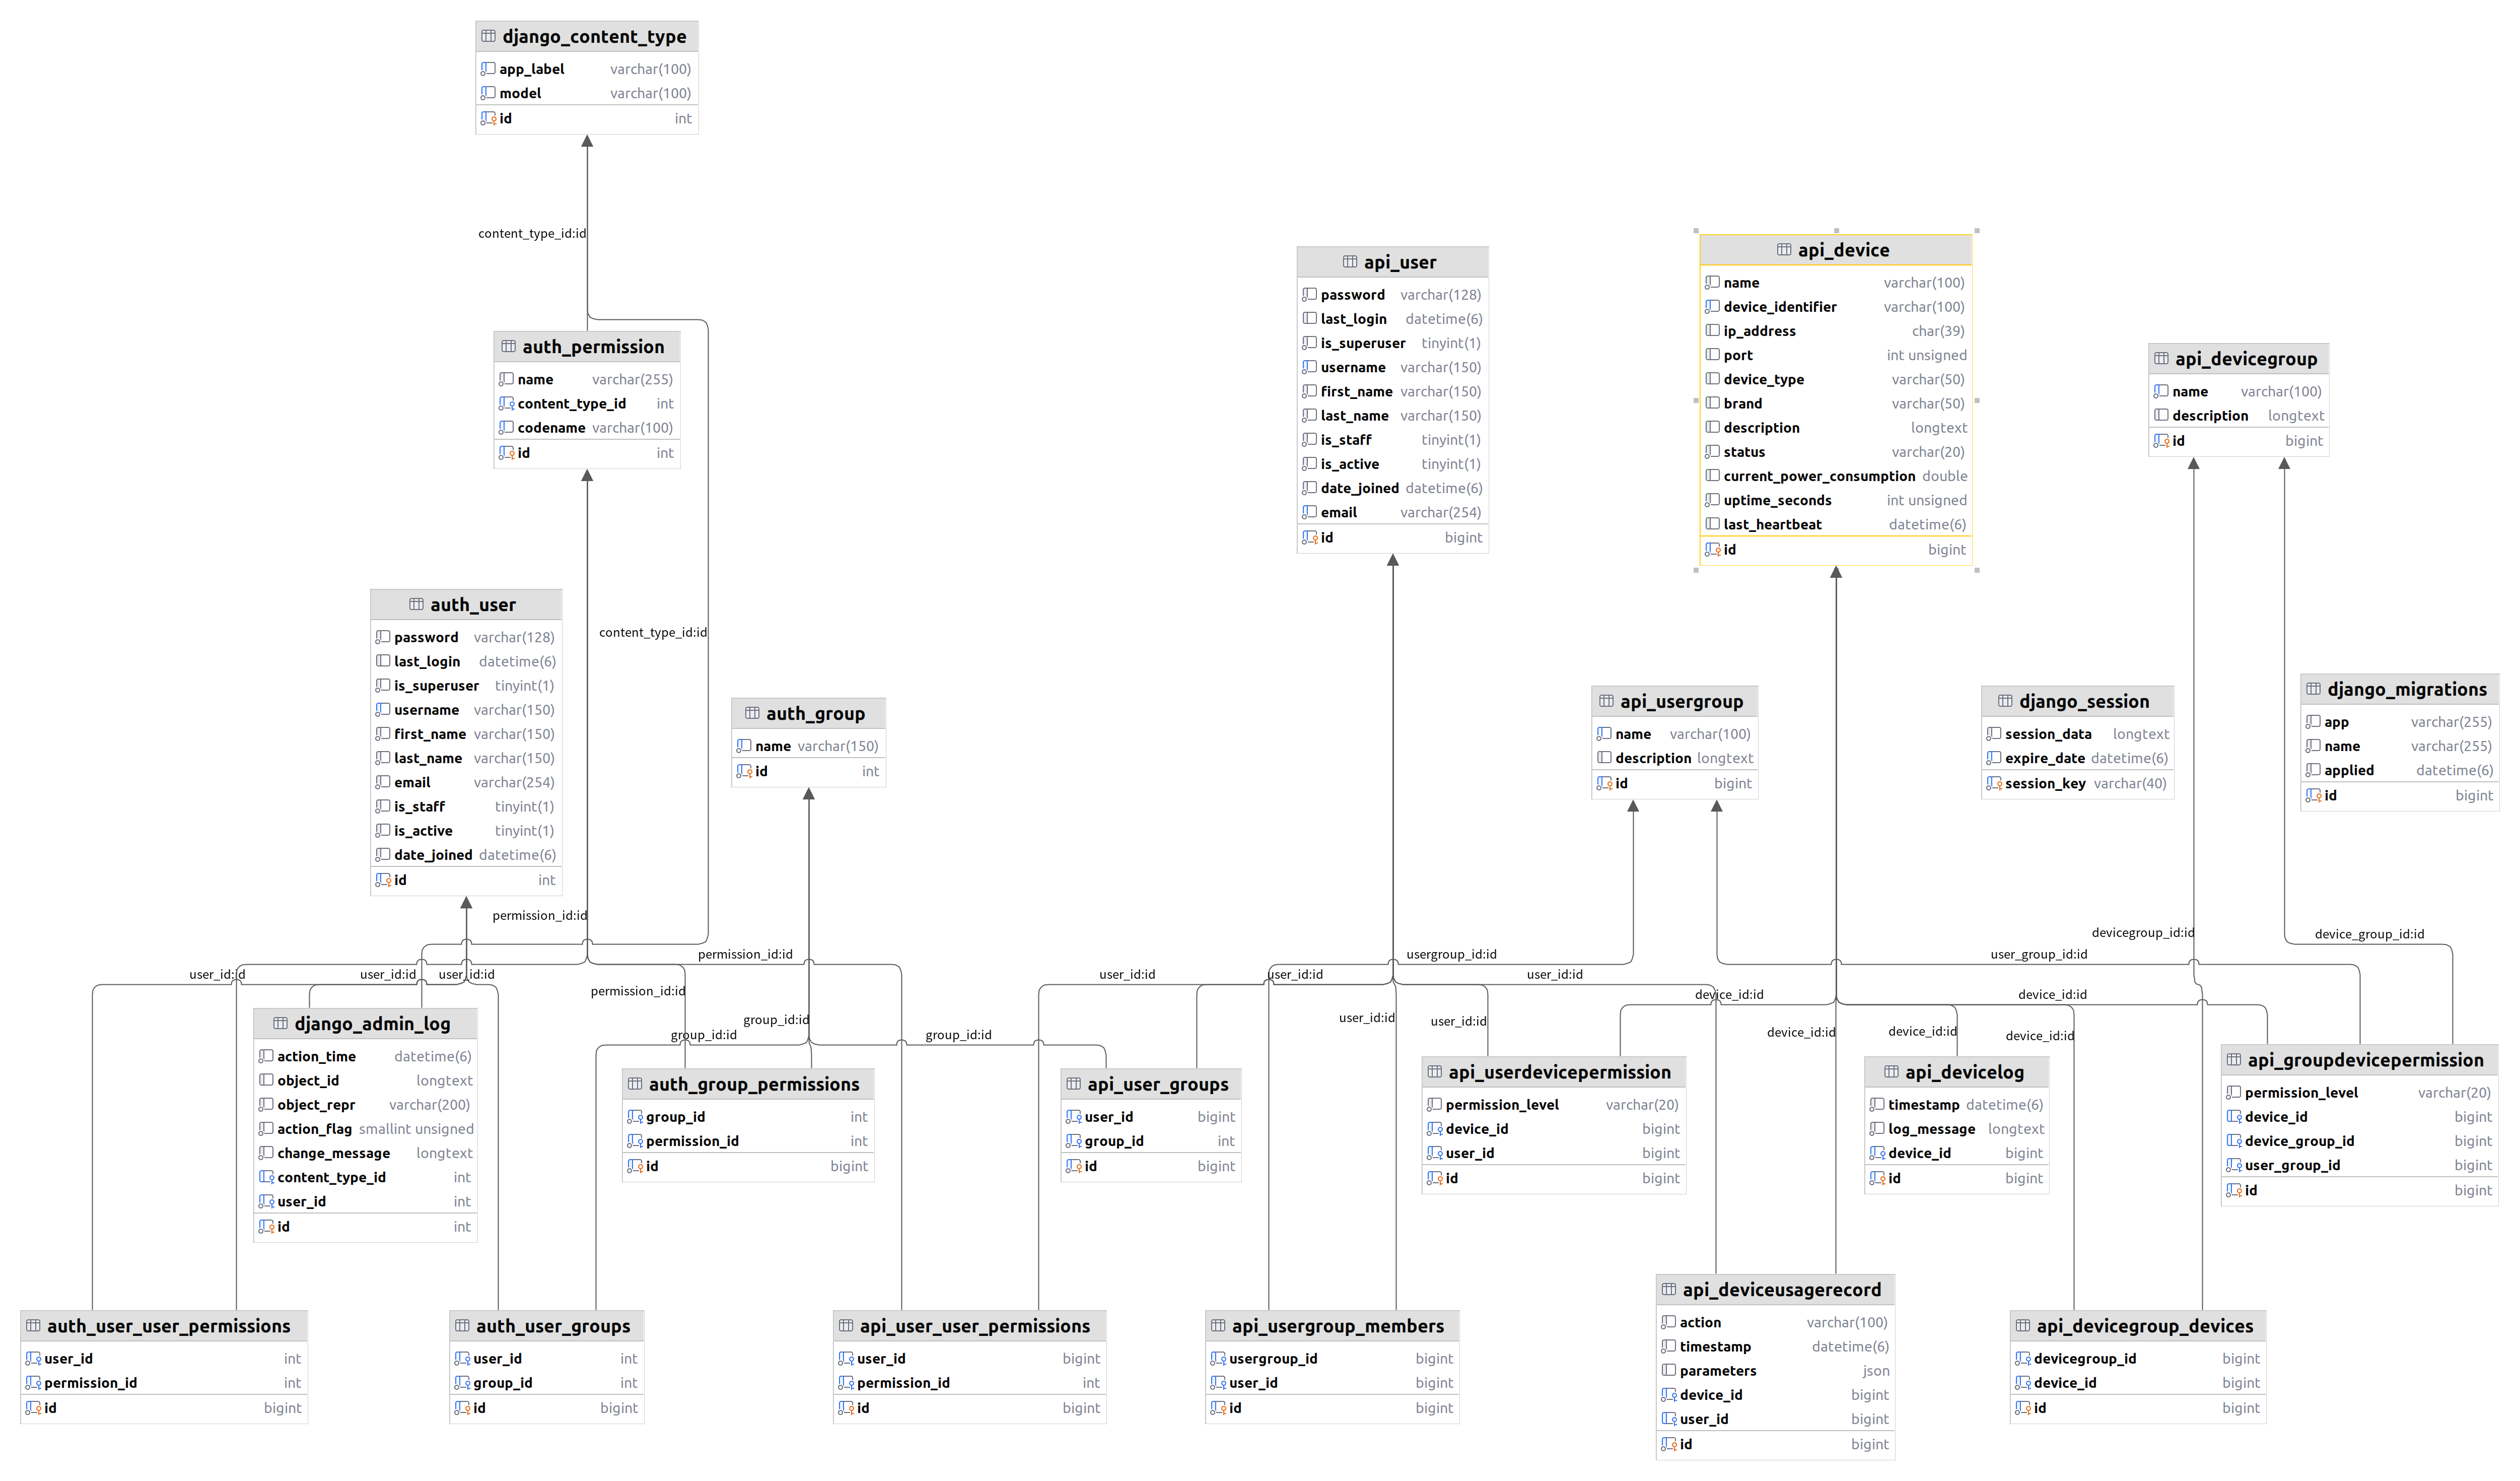 django_content_type
app_label varchar(100)
model varchar(100)
id int
content_type_id:id
auth_permission
name varchar(255)
content_type_id int
codename varchar(100)
id int
content_type_id:id
auth_user
password varchar(128)
last_login datetime(6)
is_superuser tinyint(1)
username varchar(150)
first_name varchar(150)
last_name varchar(150)
email varchar(254)
is_staff tinyint(1)
is_active tinyint(1)
date_joined datetime(6)
id int
auth_group
name varchar(150)
id int
api_user
password varchar(128)
last_login datetime(6)
is_superuser tinyint(1)
username varchar(150)
first_name varchar(150)
last_name varchar(150)
is_staff tinyint(1)
is_active tinyint(1)
date_joined datetime(6)
email varchar(254)
id bigint
api_device
name varchar(100)
device_identifier varchar(100)
ip_address char(39)
port int unsigned
device_type varchar(50)
brand varchar(50)
description longtext
status varchar(20)
current_power_consumption double
uptime_seconds int unsigned
last_heartbeat datetime(6)
id bigint
api_devicegroup
name varchar(100)
description longtext
id bigint
api_usergroup
name varchar(100)
description longtext
id bigint
django_session
session_data longtext
expire_date datetime(6)
session_key varchar(40)
django_migrations
app varchar(255)
name varchar(255)
applied datetime(6)
id bigint
permission_id:id
permission_id:id
permission_id:id
user_id:id
user_id:id
user_id:id
group_id:id
group_id:id
group_id:id
user_id:id
user_id:id
usergroup_id:id
user_id:id
user_id:id
user_id:id
device_id:id
device_id:id
device_id:id
device_id:id
device_id:id
devicegroup_id:id
user_group_id:id
device_group_id:id
django_admin_log
action_time datetime(6)
object_id longtext
object_repr varchar(200)
action_flag smallint unsigned
change_message longtext
content_type_id int
user_id int
id int
auth_group_permissions
group_id int
permission_id int
id bigint
api_user_groups
user_id bigint
group_id int
id bigint
api_userdevicepermission
permission_level varchar(20)
device_id bigint
user_id bigint
id bigint
api_devicelog
timestamp datetime(6)
log_message longtext
device_id bigint
id bigint
api_groupdevicepermission
permission_level varchar(20)
device_id bigint
device_group_id bigint
user_group_id bigint
id bigint
auth_user_user_permissions
user_id int
permission_id int
id bigint
auth_user_groups
user_id int
group_id int
id bigint
api_user_user_permissions
user_id bigint
permission_id int
id bigint
api_usergroup_members
usergroup_id bigint
user_id bigint
id bigint
api_deviceusagerecord
action varchar(100)
timestamp datetime(6)
parameters json
device_id bigint
user_id bigint
id bigint
api_devicegroup_devices
devicegroup_id bigint
device_id bigint
id bigint